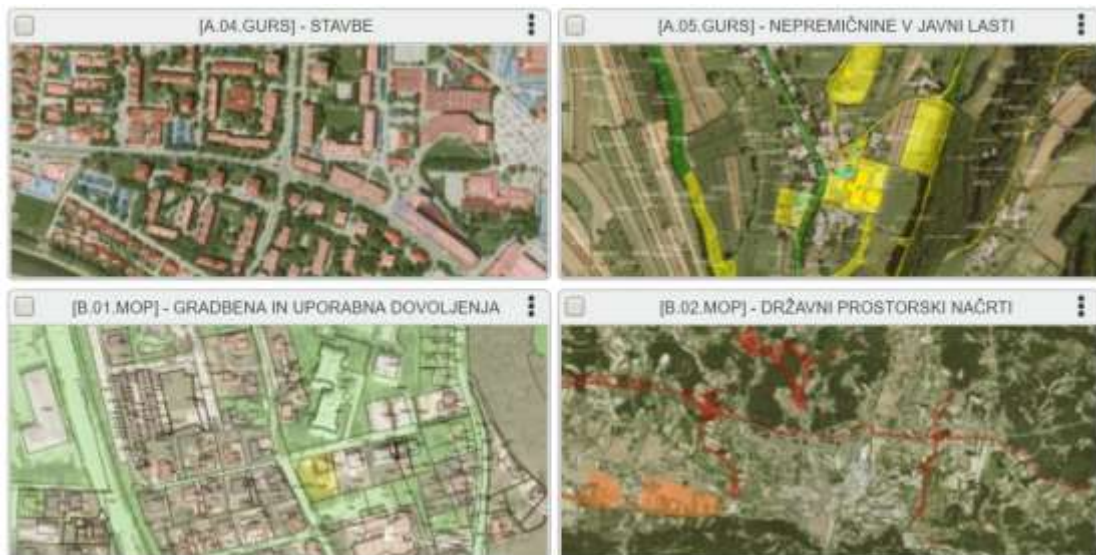 [A.04.GURS] - STAVBE
[A.05.GURS] - NEPREMIČNINE V JAVNI LASTI
[B.01.MOP] - GRADBENA IN UPORABNA DOVOLJENJA
[B.02.MOP] - DRŽAVNI PROSTORSKI NAČRTI